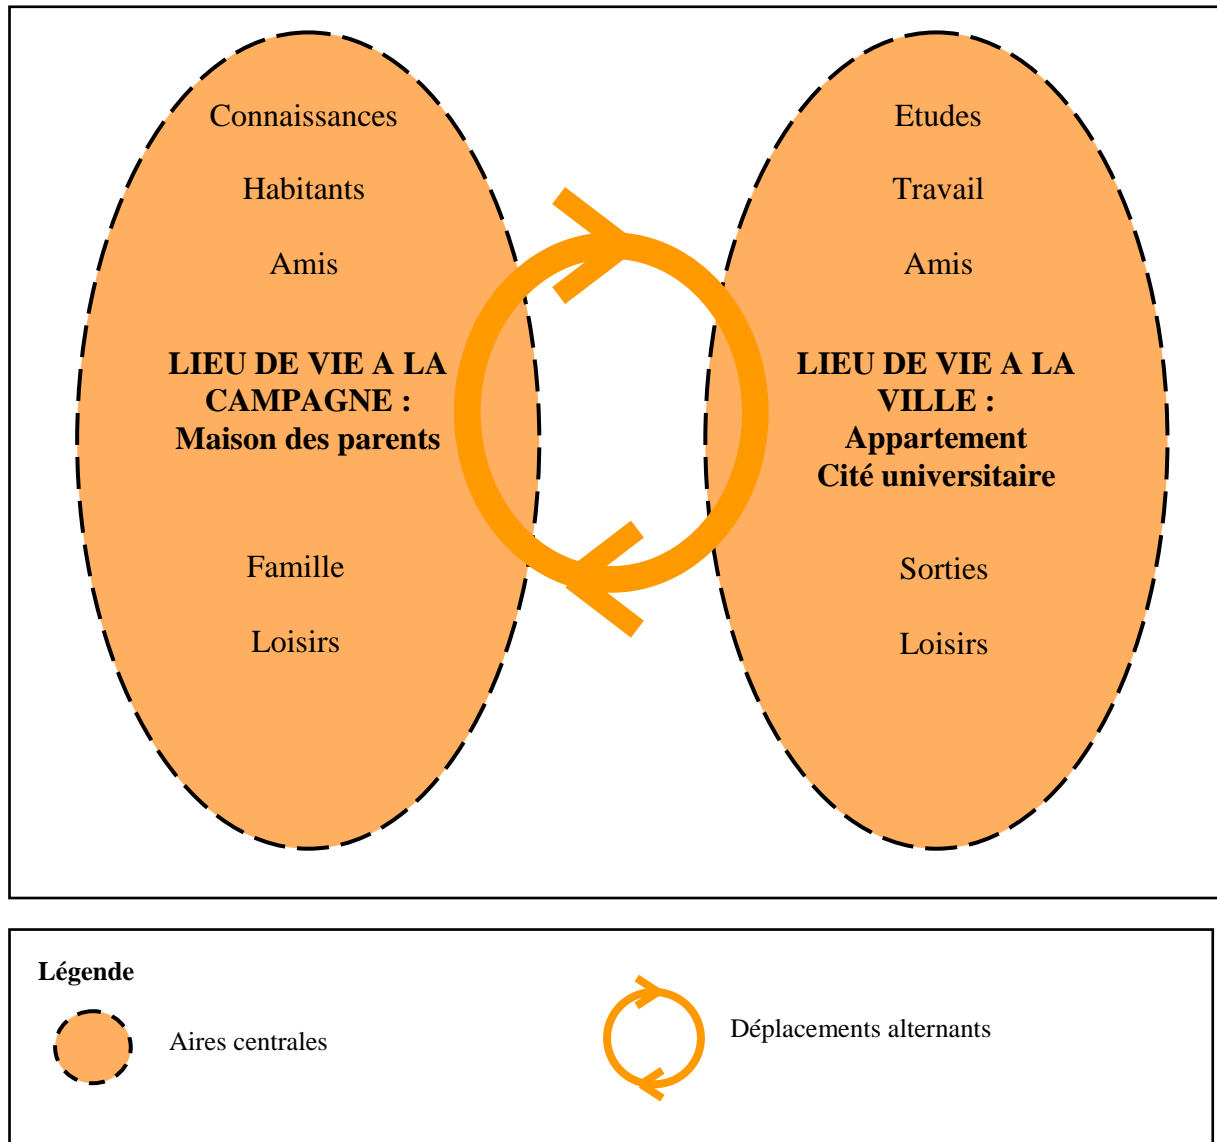 Connaissances
Habitants
Amis
LIEU DE VIE A LA
CAMPAGNE :
Maison des parents
Famille
Loisirs
Etudes
Travail
Amis
LIEU DE VIE A LA
VILLE :
Appartement
Cité universitaire
Sorties
Loisirs
Légende
Aires centrales
Déplacements alternants